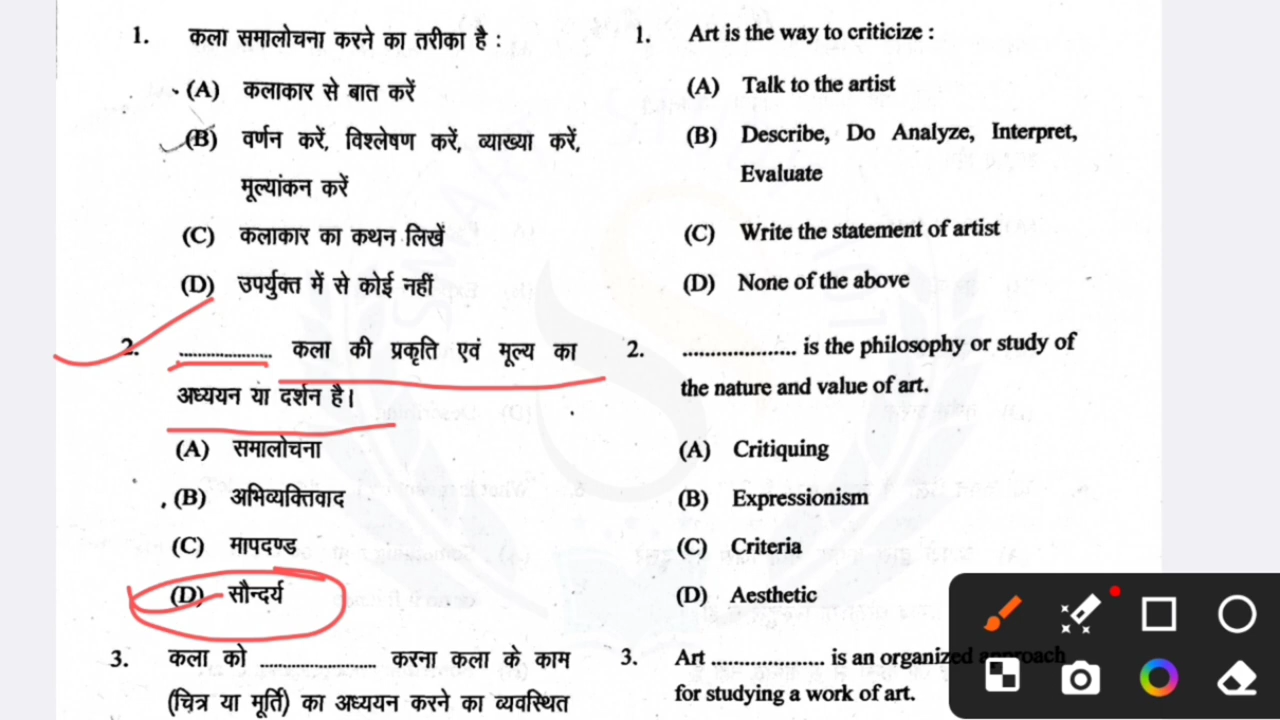 1. कला समालोचना करने का तरीका है :
(A) कलाकार से बात करें
(B) वर्णन करें, विश्लेषण करें, व्याख्या करें,
मूल्यांकन करें
(C) कलाकार का कथन लिखें
(D) उपर्युक्त में से कोई नहीं
2. .................... कला की प्रकृति एवं मूल्य का
अध्ययन या दर्शन है।
(A) समालोचना
(B) अभिव्यक्तिवाद
(C) मापदण्ड
(D) सौन्दर्य
3. कला को ......................... करना कला के काम
(चित्र या मूर्ति) का अध्ययन करने का व्यवस्थित
1. Art is the way to criticize :
(A) Talk to the artist
(B) Describe, Do Analyze, Interpret,
Evaluate
(C) Write the statement of artist
(D) None of the above
2. .................... is the philosophy or study of
the nature and value of art.
(A) Critiquing
(B) Expressionism
(C) Criteria
(D) Aesthetic
3. Art .................... is an organized approach
for studying a work of art.